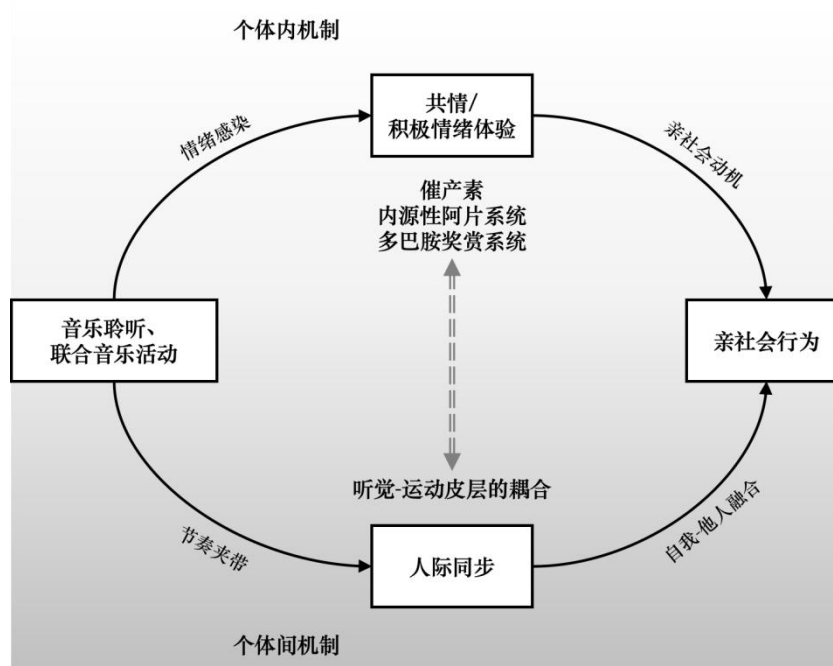 个体内机制
共情/
积极情绪体验
情绪感染
亲社会动机
催产素
内源性阿片系统
多巴胺奖赏系统
音乐聆听、
联合音乐活动
亲社会行为
听觉-运动皮层的耦合
节奏夹带
人际同步
自我-他人融合
个体间机制